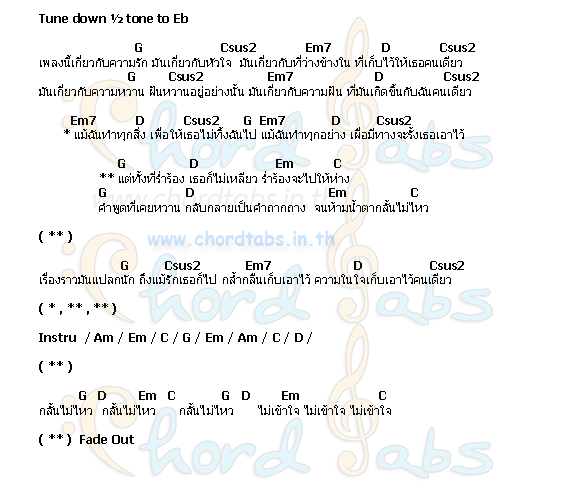 Tune down ½ tone to Eb
G Csus2 Em7 D Csus2
เพลงนี้เกี่ยวกับความรัก มันเกี่ยวกับหัวใจ มันเกี่ยวกับที่ว่างข้างใน ที่เก็บไว้ให้เธอคนเดียว
G Csus2 Em7 D Csus2
มันเกี่ยวกับความหวาน ฝันหวานอยู่อย่างนั้น มันเกี่ยวกับความฝัน ที่มันเกิดขึ้นกับฉันคนเดียว
Em7 D Csus2 G Em7 D Csus2
* แม้ฉันทำทุกสิ่ง เพื่อให้เธอไม่ทิ้งฉันไป แม้ฉันทำทุกอย่าง เผื่อมีทางจะรั้งเธอเอาไว้
G D Em C
** แต่ทั้งที่ร่ำร้อง เธอก็ไม่เหลียว ร่ำร้องจะไปให้ห่าง
G D Em C
คำพูดที่เคยหวาน กลับกลายเป็นคำถากถาง จนห้ามน้ำตากลั้นไม่ไหว
( ** )
www.chordtabs.in.th
G Csus2 Em7 D Csus2
เรื่องราวมันแปลกนัก ถึงแม้รักเธอก็ไป กล้ำกลืนเก็บเอาไว้ ความในใจเก็บเอาไว้คนเดียว
( * , ** , ** )
Instru / Am / Em / C / G / Em / Am / C / D /
( ** )
G D Em C G D Em C
กลั้นไม่ไหว กลั้นไม่ไหว กลั้นไม่ไหว ไม่เข้าใจ ไม่เข้าใจ ไม่เข้าใจ
( ** ) Fade Out